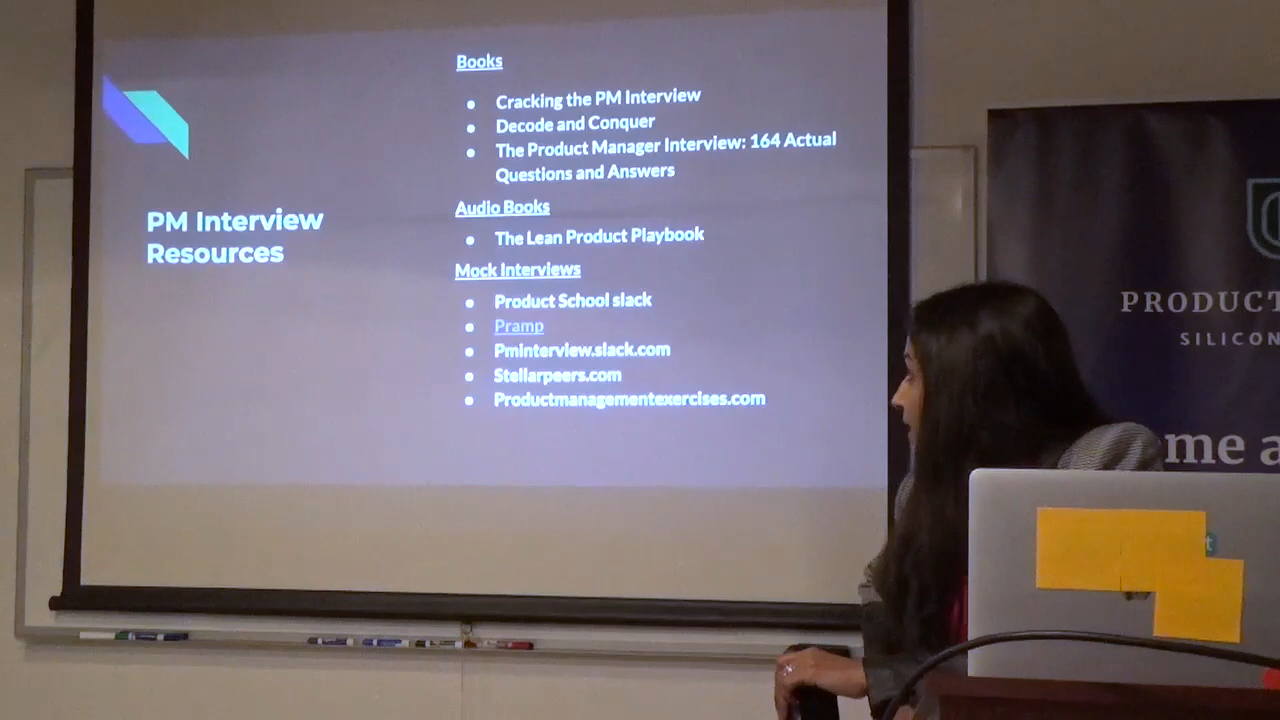 PM Interview
Resources
Books
Cracking the PM Interview
Decode and Conquer
The Product Manager Interview: 164 Actual
Questions and Answers
Audio Books
The Lean Product Playbook
Mock Interviews
Product School slack
Pramp
Pminterview.slack.com
Stellarpeers.com
Productmanagementexercises.com
PRODUCT
SILICON
me a
t